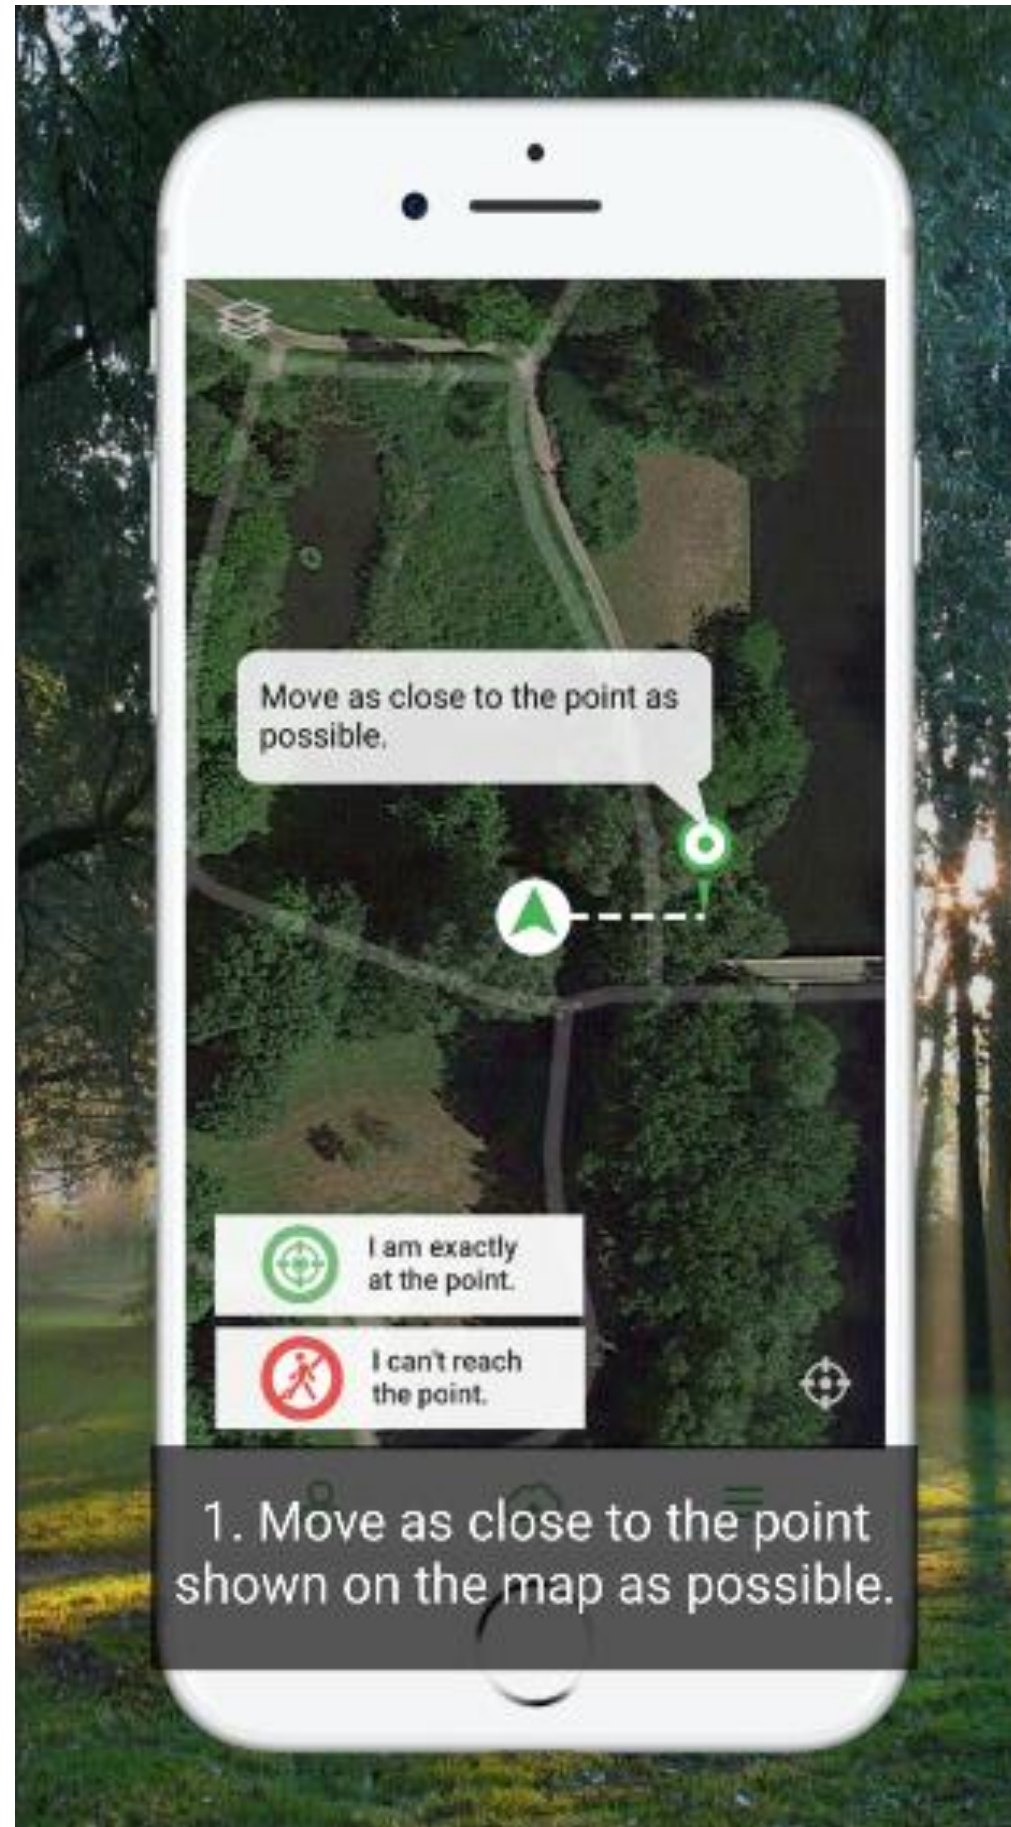 Move as close to the point as
possible.
I am exactly
at the point.
I can't reach
the point.
1. Move as close to the point
shown on the map as possible.